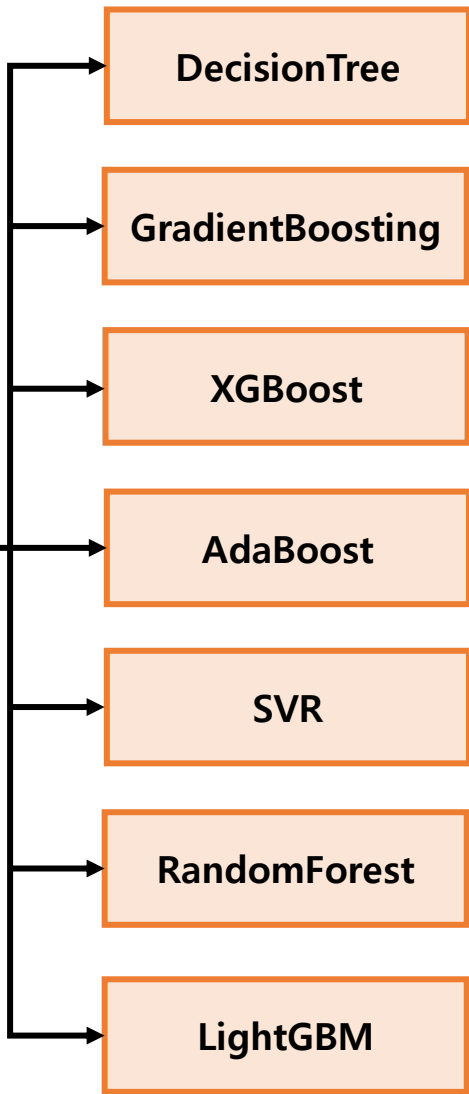 DecisionTree
GradientBoosting
XGBoost
AdaBoost
SVR
RandomForest
LightGBM